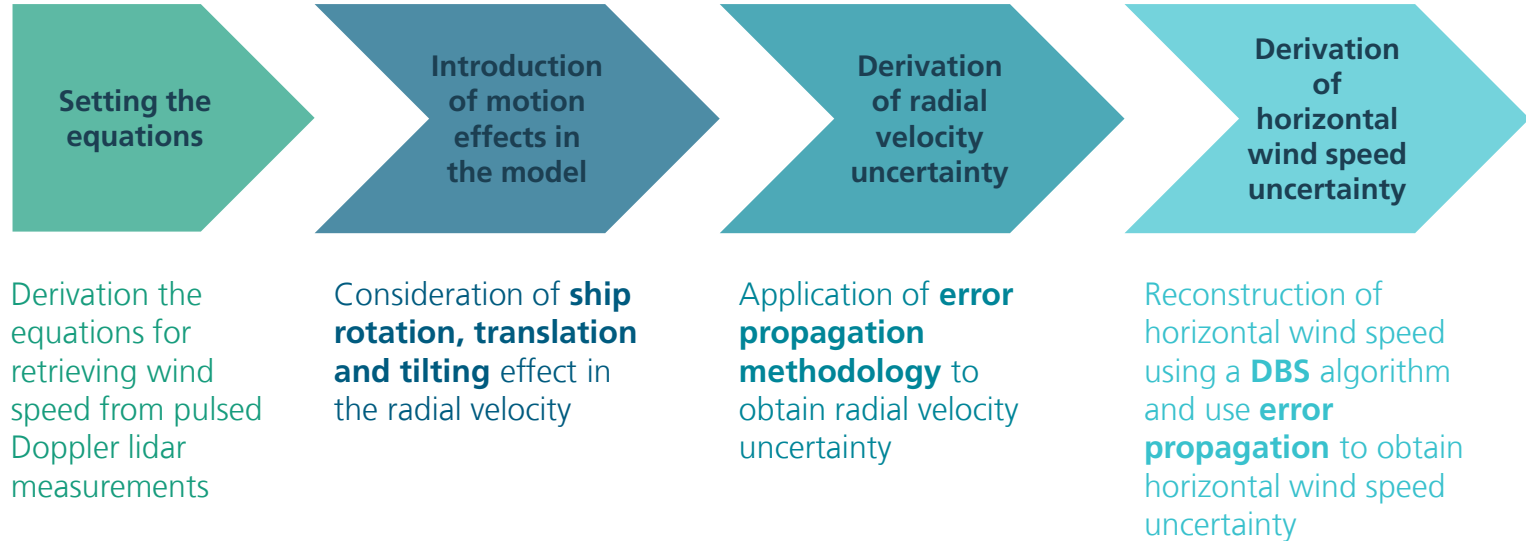 Setting the
equations
Introduction
of motion
effects in
the model
Derivation
of radial
velocity
uncertainty
Derivation
of
horizontal
wind speed
uncertainty
Derivation the
equations for
retrieving wind
speed from pulsed
Doppler lidar
measurements
Consideration of ship
rotation, translation
and tilting effect in
the radial velocity
Application of error
propagation
methodology to
obtain radial velocity
uncertainty
Reconstruction of
horizontal wind speed
using a DBS algorithm
and use error
propagation to obtain
horizontal wind speed
uncertainty